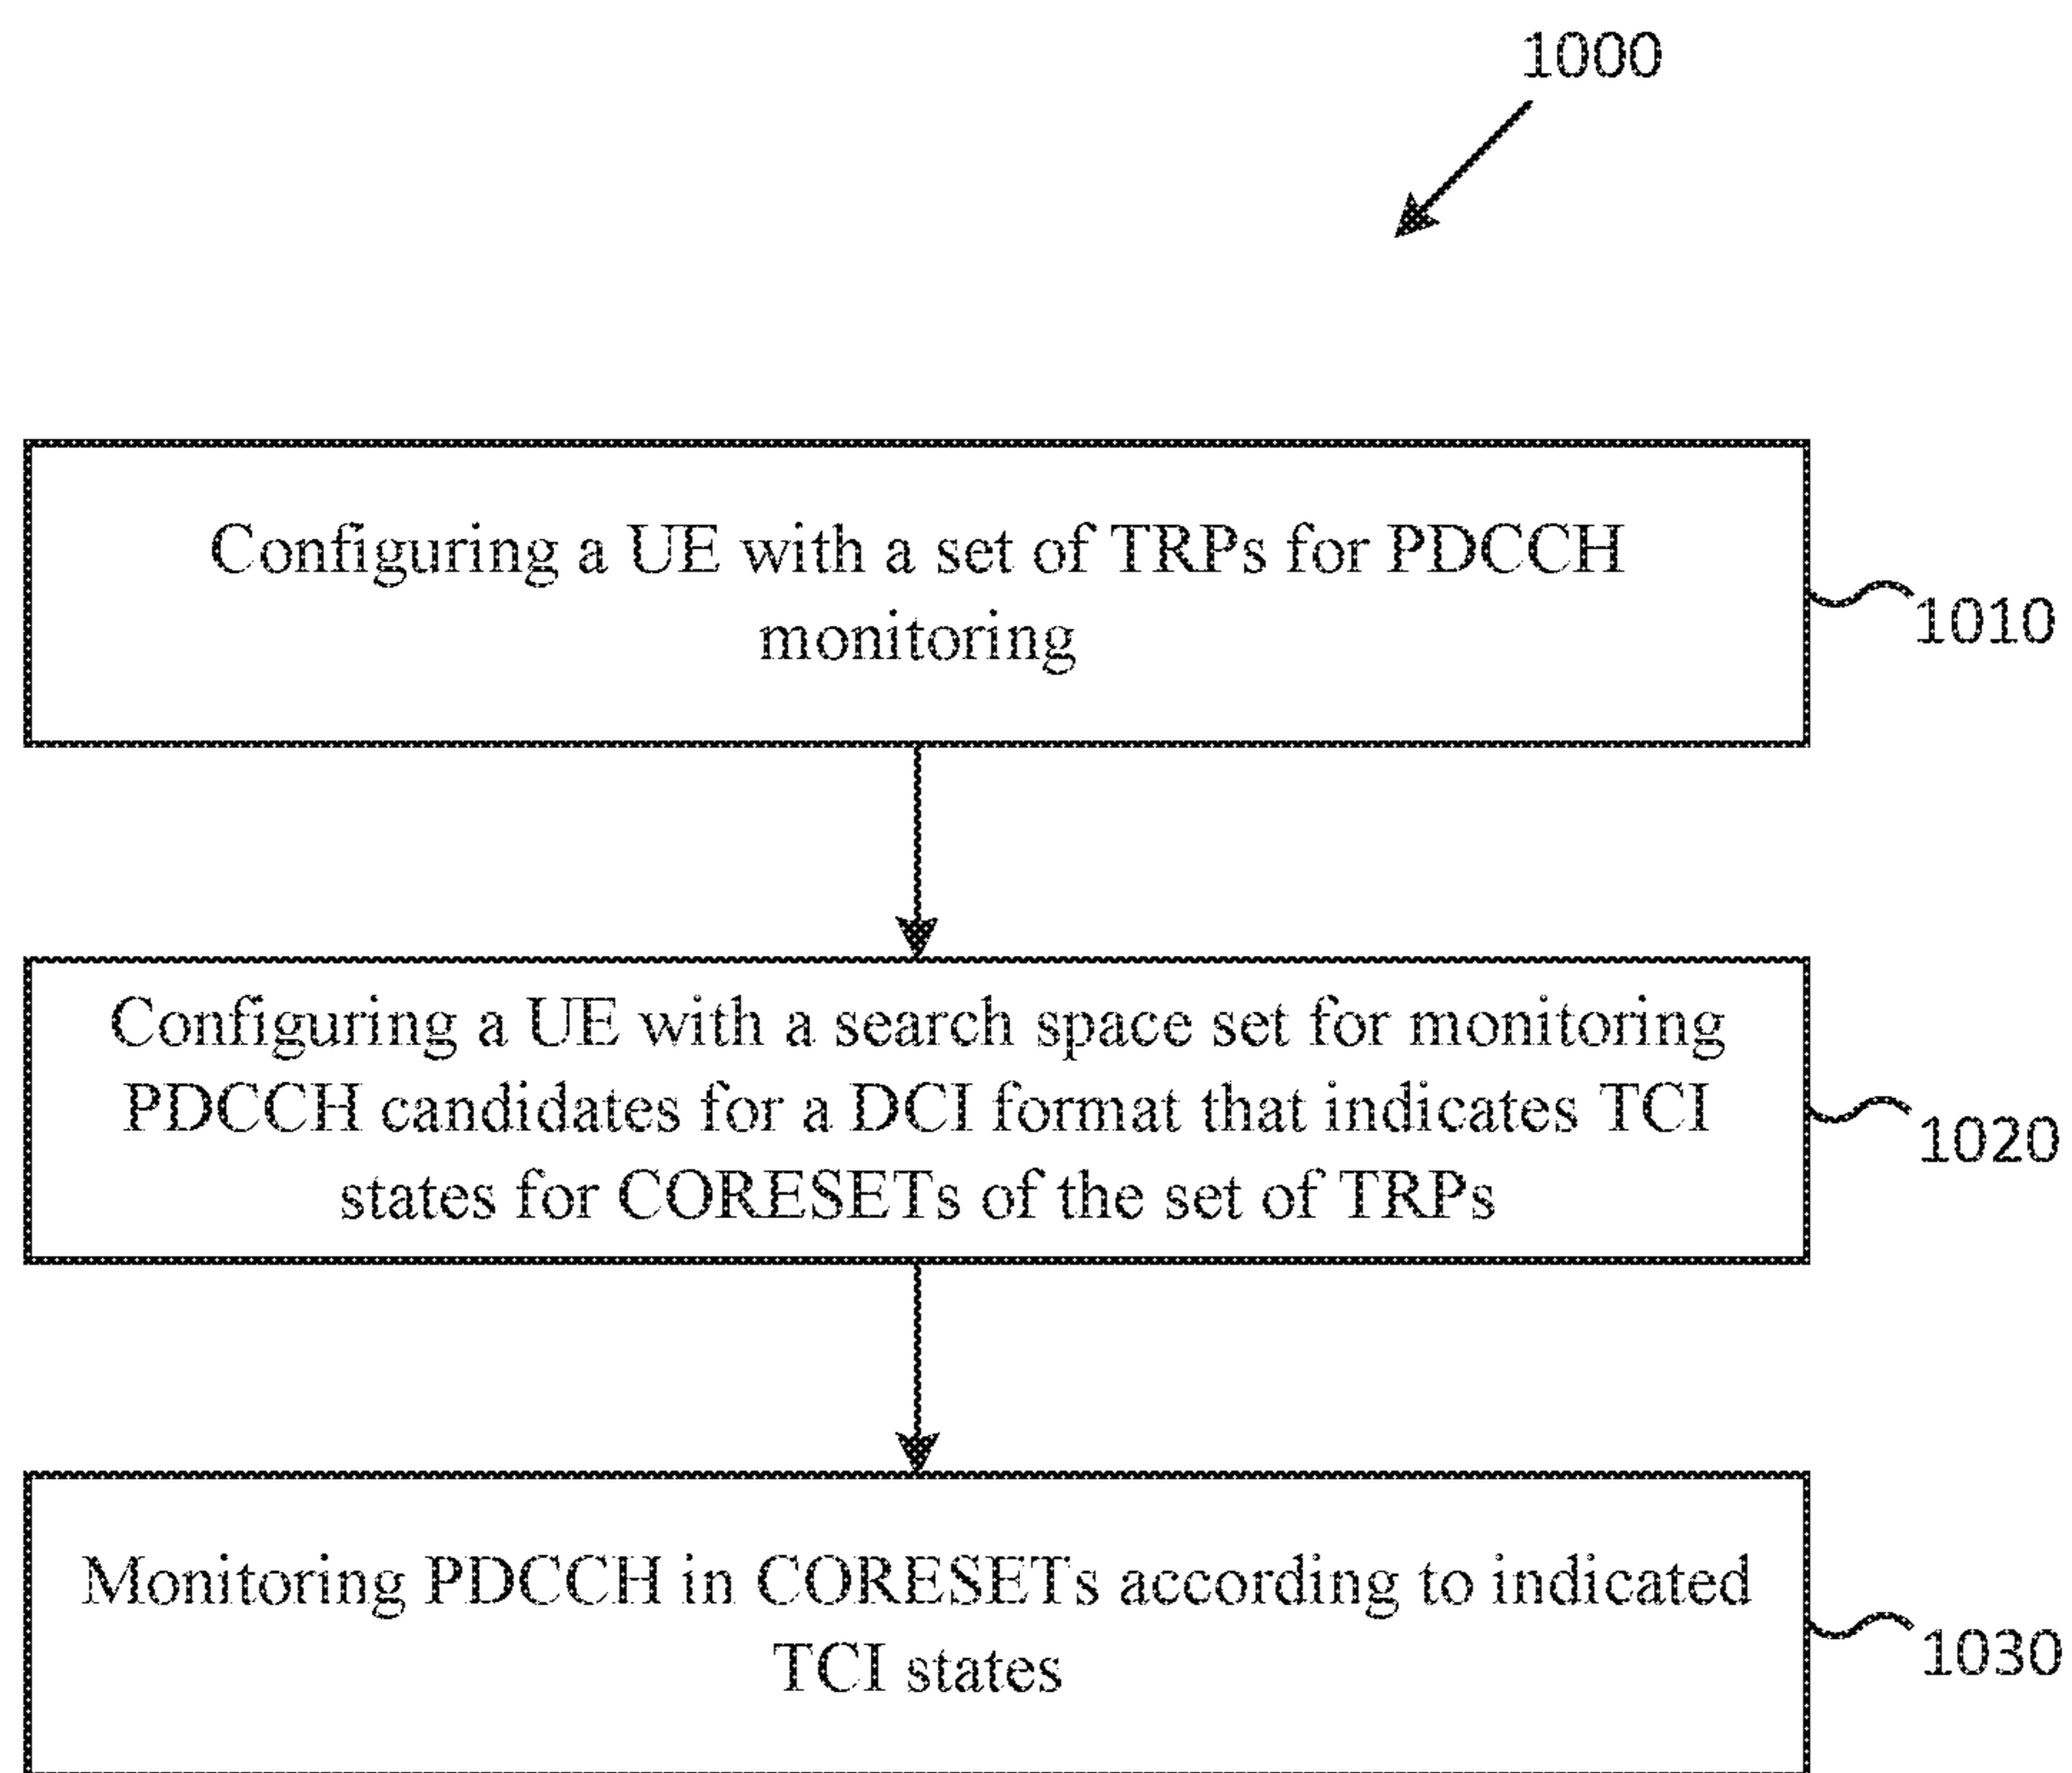 1000
Configuring a UE with a set of TRPs for PDCCH
monitoring
1010
Configuring a UE with a search space set for monitoring
PDCCH candidates for a DCI format that indicates TCI
states for CORESETs of the set of TRPs
1020
Monitoring PDCCH in CORESETs according to indicated
TCI states
1030